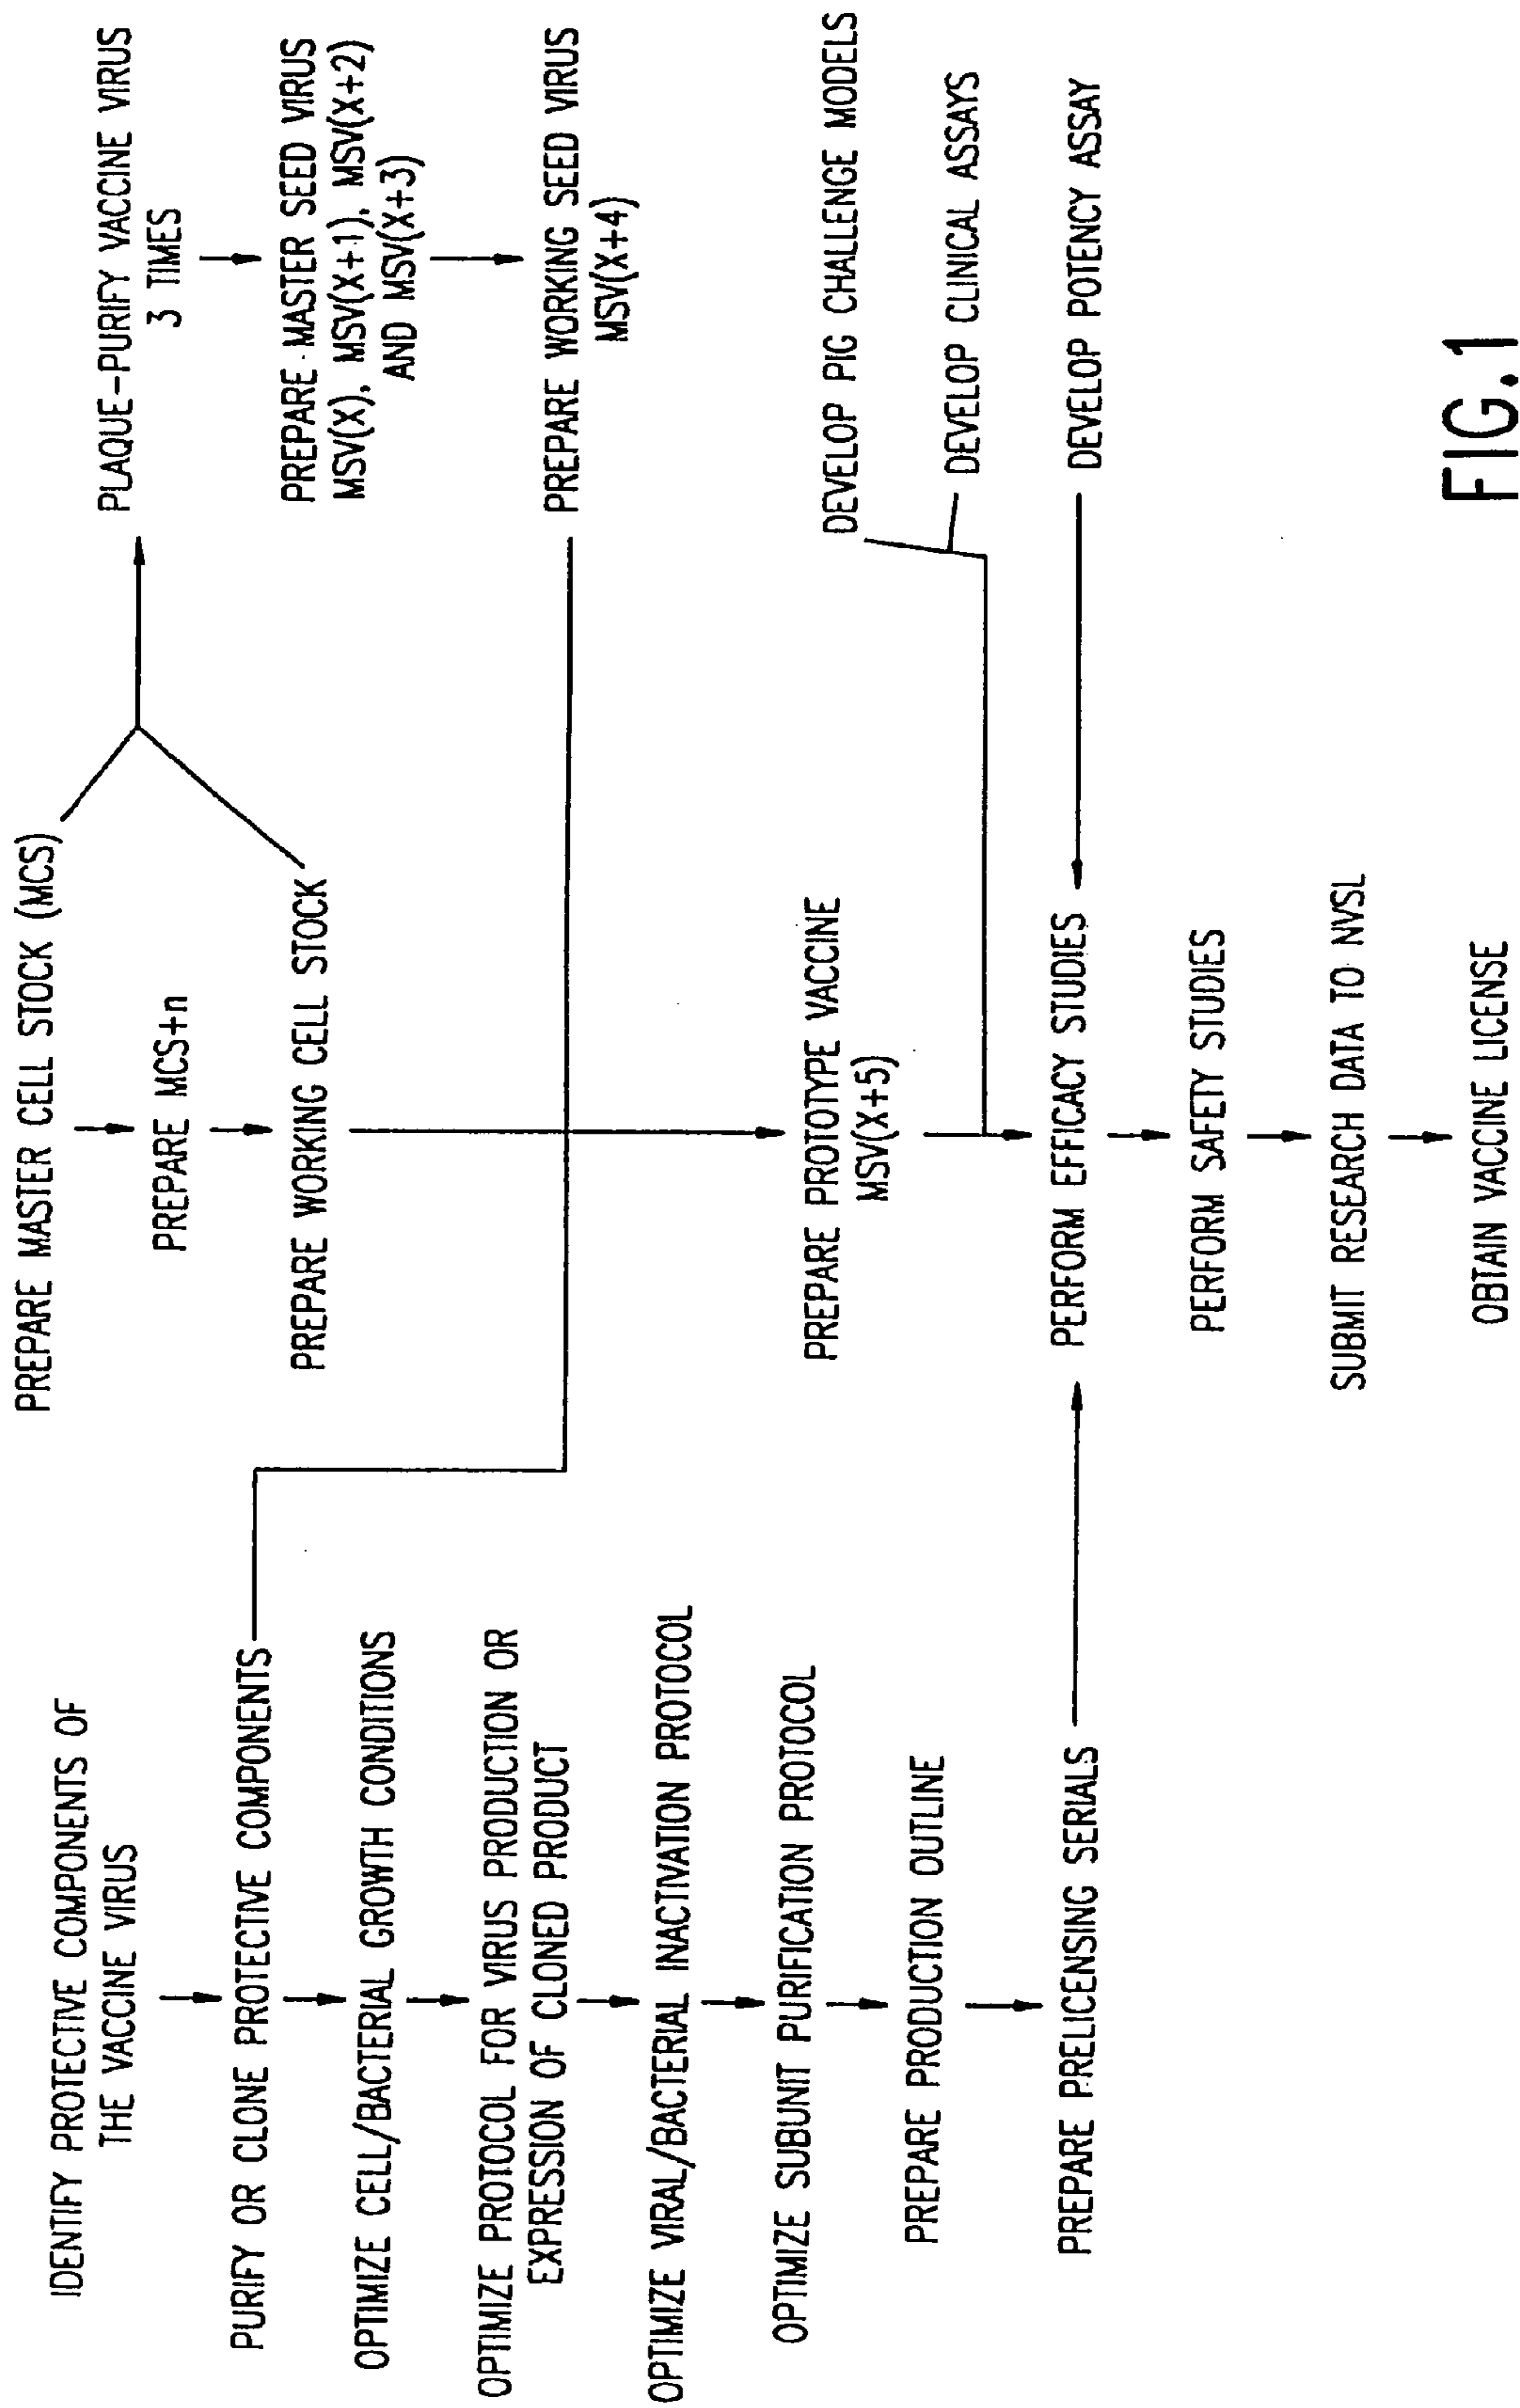 IDENTIFY PROTECTIVE COMPONENTS OF
THE VACCINE VIRUS
PURIFY OR CLONE PROTECTIVE COMPONENTS
OPTIMIZE CELL/BACTERIAL GROWTH CONDITIONS
OPTIMIZE PROTOCOL FOR VIRUS PRODUCTION OR
EXPRESSION OF CLONED PRODUCT
OPTIMIZE VIRAL/BACTERIAL INACTIVATION PROTOCOL
OPTIMIZE SUBUNIT PURIFICATION PROTOCOL
PREPARE PRODUCTION OUTLINE
PREPARE PRELICENSING SERIALS
PREPARE MASTER CELL STOCK (MCS)
PREPARE MCS+n
PREPARE WORKING CELL STOCK
PREPARE PROTOTYPE VACCINE
MSV(X+5)
PERFORM EFFICACY STUDIES
PERFORM SAFETY STUDIES
SUBMIT RESEARCH DATA TO NVSL
OBTAIN VACCINE LICENSE
PLAQUE-PURIFY VACCINE VIRUS
3 TIMES
PREPARE MASTER SEED VIRUS
MSV(X), MSV(X+1), MSV(X+2)
AND MSV(X+3)
PREPARE WORKING SEED VIRUS
MSV(X+4)
DEVELOP PIG CHALLENGE MODELS
DEVELOP CLINICAL ASSAYS
DEVELOP POTENCY ASSAY
FIG.1